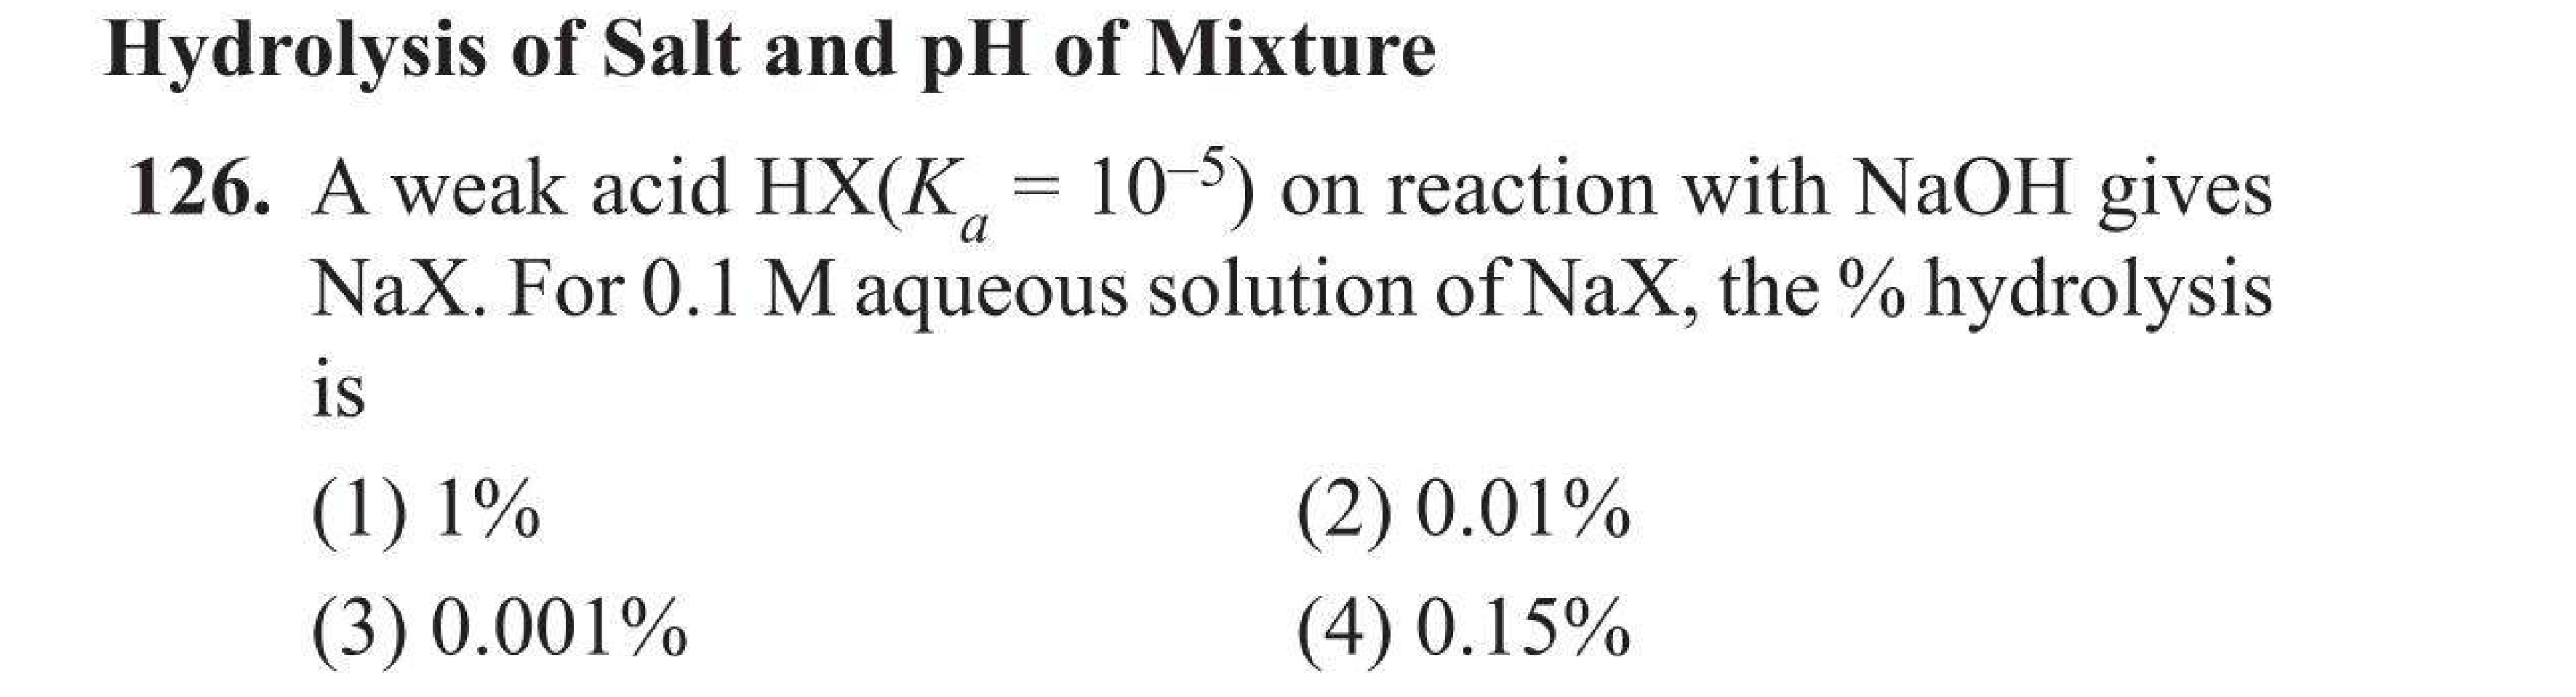 Hydrolysis of Salt and pH of Mixture
126. A weak acid HX(Kₐ = 10⁻⁵) on reaction with NaOH gives
NaX. For 0.1 M aqueous solution of NaX, the % hydrolysis
is
(1) 1% (2) 0.01%
(3) 0.001% (4) 0.15%